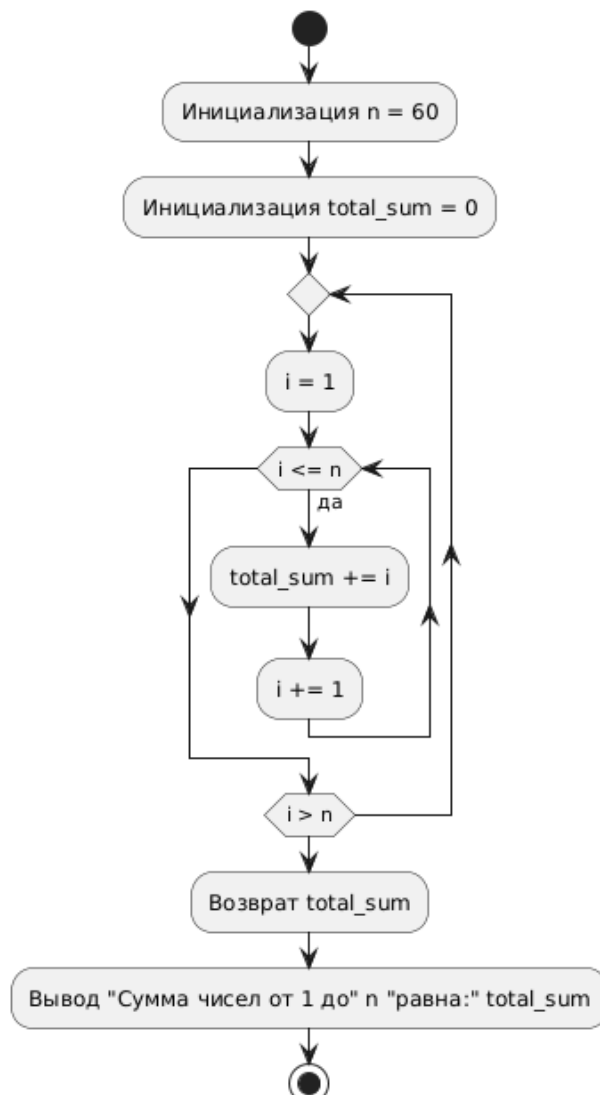 Инициализация n = 60
Инициализация total_sum = 0
i = 1
i <= n
да
total_sum += i
i += 1
i > n
Возврат total_sum
Вывод "Сумма чисел от 1 до" n "равна:" total_sum